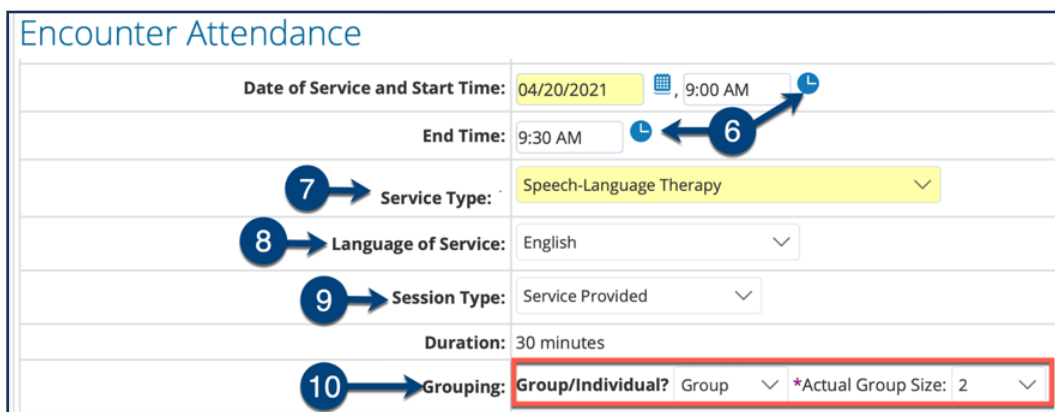 Encounter Attendance
Date of Service and Start Time: 04/20/2021 , 9:00 AM
End Time: 9:30 AM 6
7 Service Type: Speech-Language Therapy
8 Language of Service: English
9 Session Type: Service Provided
Duration: 30 minutes
10 Grouping: Group/Individual? Group *Actual Group Size: 2